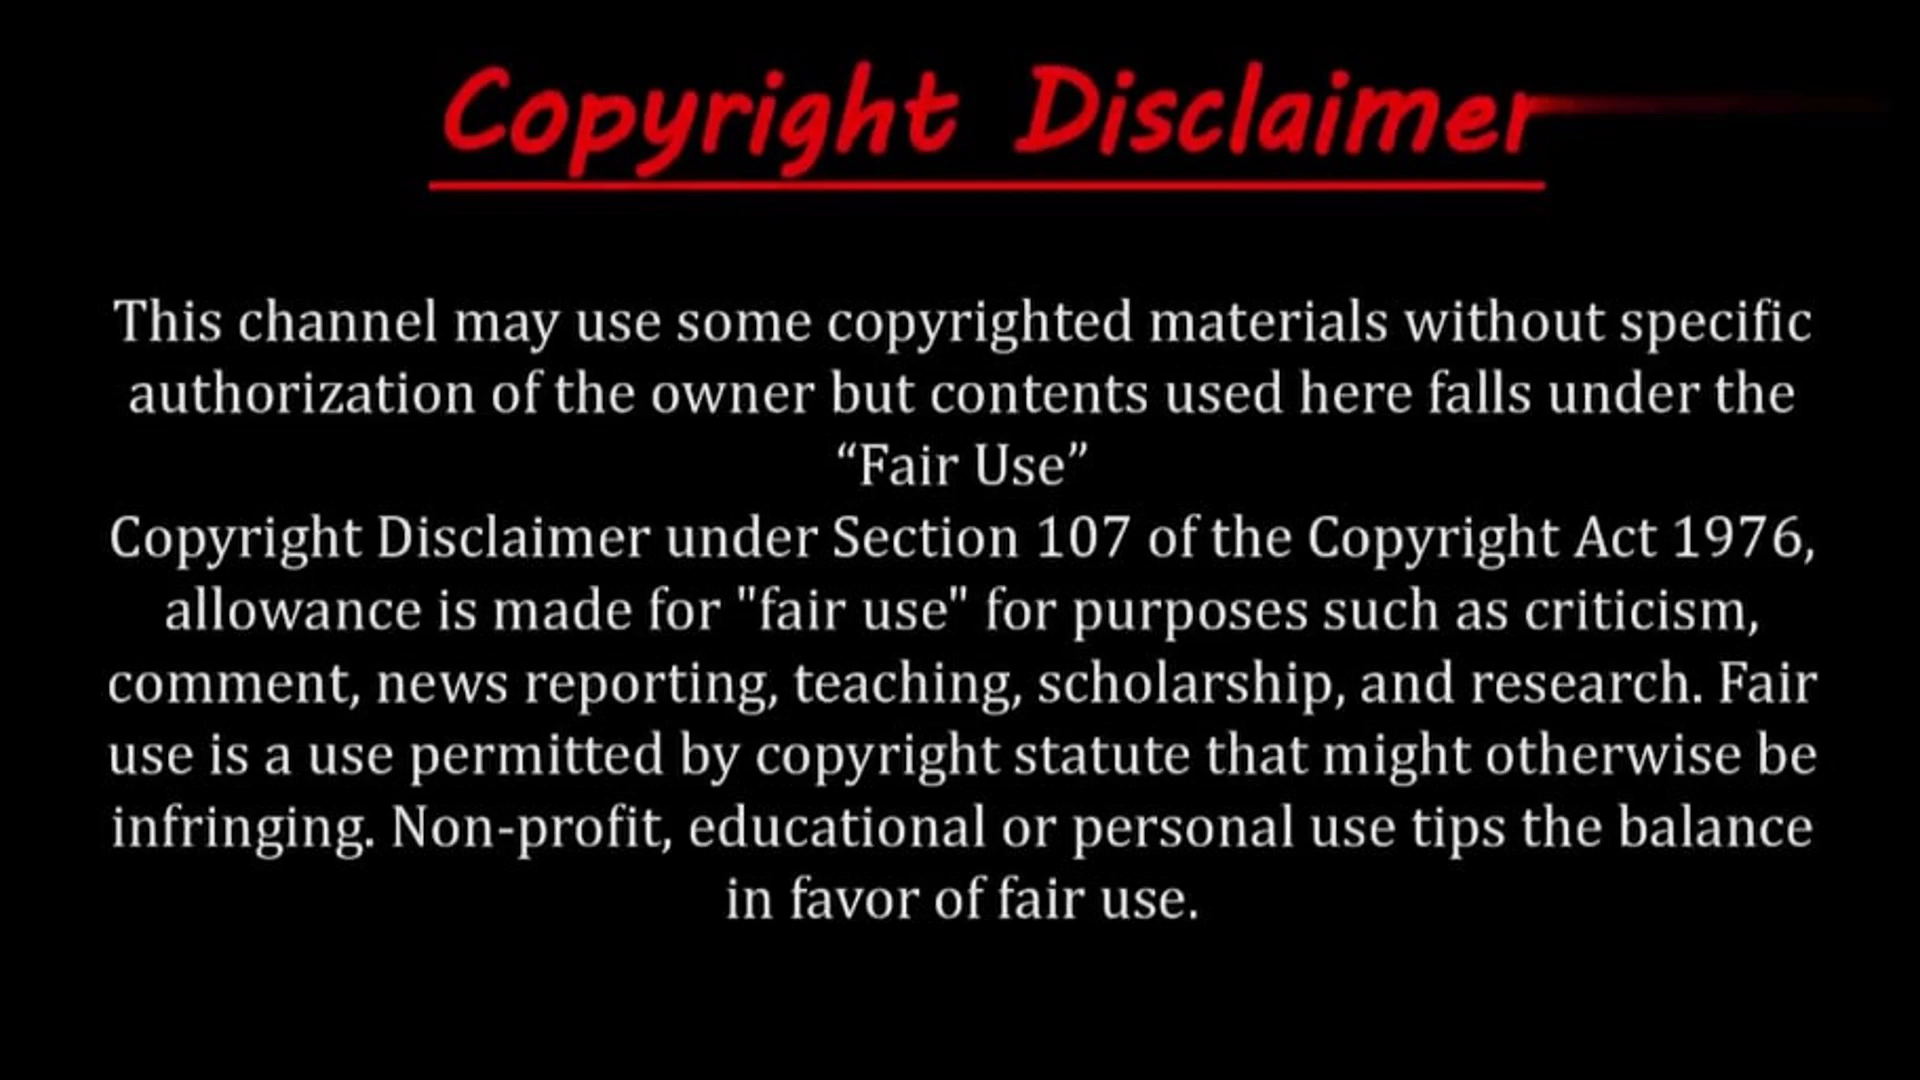 Copyright Disclaimer
This channel may use some copyrighted materials without specific
authorization of the owner but contents used here falls under the
“Fair Use”
Copyright Disclaimer under Section 107 of the Copyright Act 1976,
allowance is made for "fair use" for purposes such as criticism,
comment, news reporting, teaching, scholarship, and research. Fair
use is a use permitted by copyright statute that might otherwise be
infringing. Non-profit, educational or personal use tips the balance
in favor of fair use.